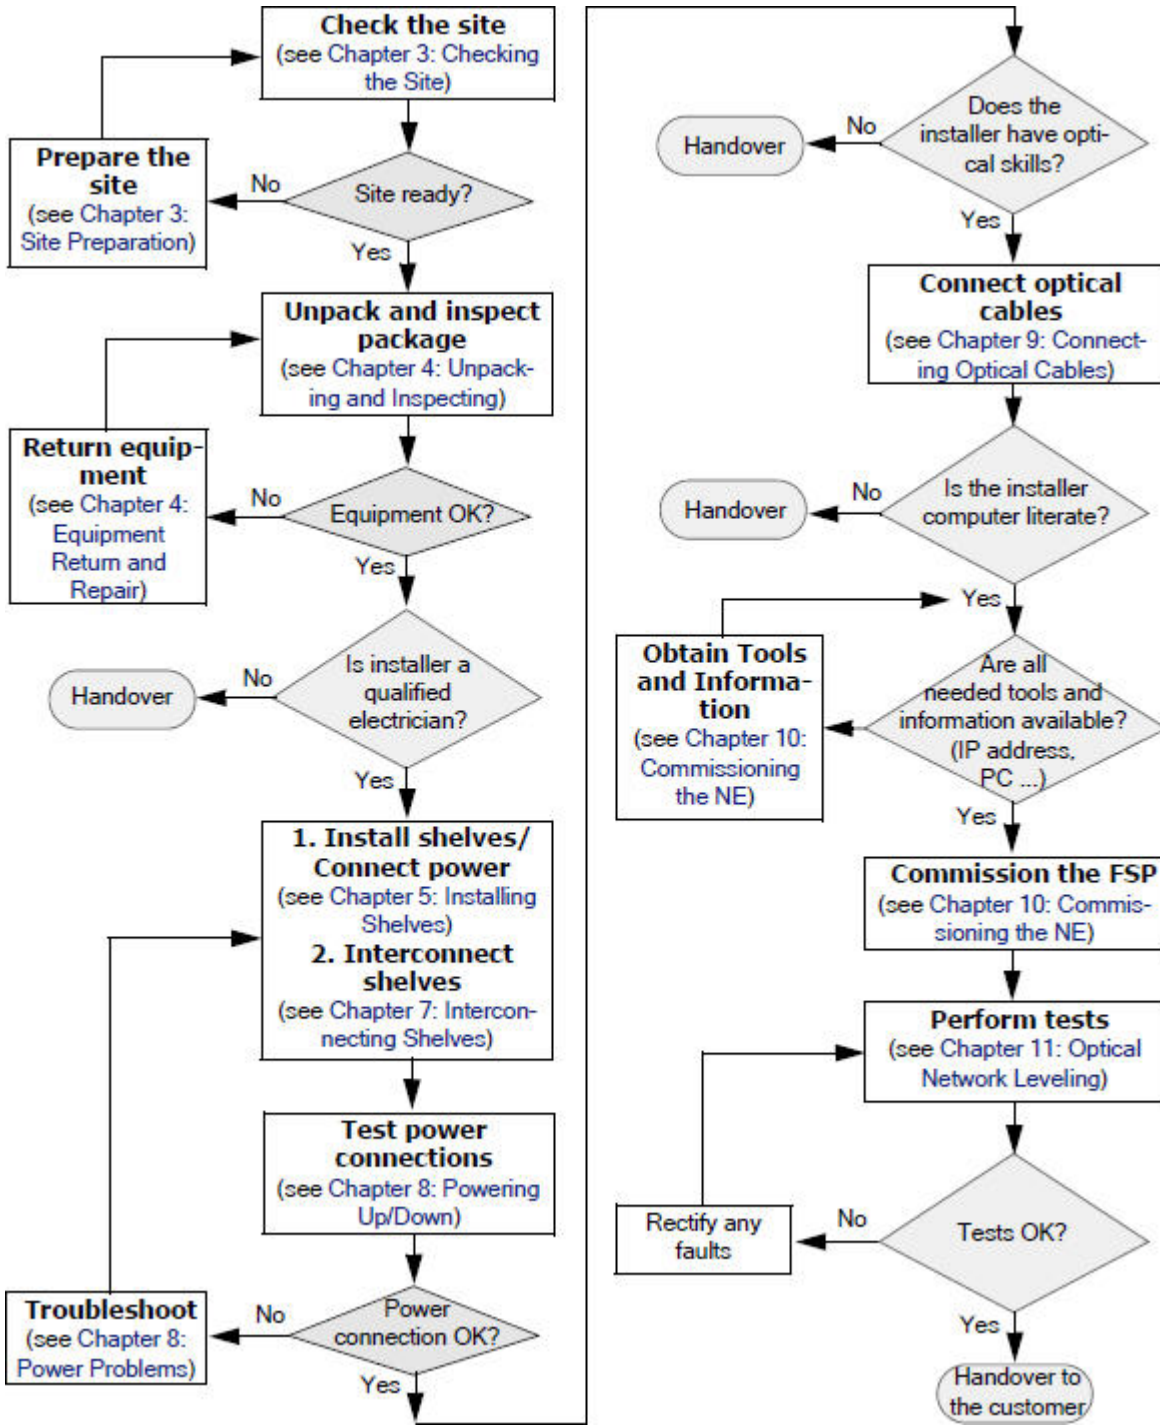 Check the site
(see Chapter 3: Checking
the Site)
Prepare the
site
(see Chapter 3:
Site Preparation)
No
Site ready?
Yes
Unpack and inspect
package
(see Chapter 4: Unpack-
ing and Inspecting)
Return equip-
ment
(see Chapter 4:
Equipment
Return and
Repair)
No
Equipment OK?
Yes
Handover
No
Is installer a
qualified
electrician?
Yes
1. Install shelves/
Connect power
(see Chapter 5: Installing
Shelves)
2. Interconnect
shelves
(see Chapter 7: Intercon-
necting Shelves)
Test power
connections
(see Chapter 8: Powering
Up/Down)
Troubleshoot
(see Chapter 8:
Power Problems)
No
Power
connection OK?
Yes
Handover
No
Does the
installer have opti-
cal skills?
Yes
Connect optical
cables
(see Chapter 9: Connect-
ing Optical Cables)
Handover
No
Is the installer
computer literate?
Yes
Obtain Tools
and Informa-
tion
(see Chapter 10:
Commissioning
the NE)
Are all
needed tools and
information available?
(IP address,
PC ...)
Yes
Commission the FSP
(see Chapter 10: Commis-
sioning the NE)
Perform tests
(see Chapter 11: Optical
Network Leveling)
Rectify any
faults
No
Tests OK?
Yes
Handover to
the customer